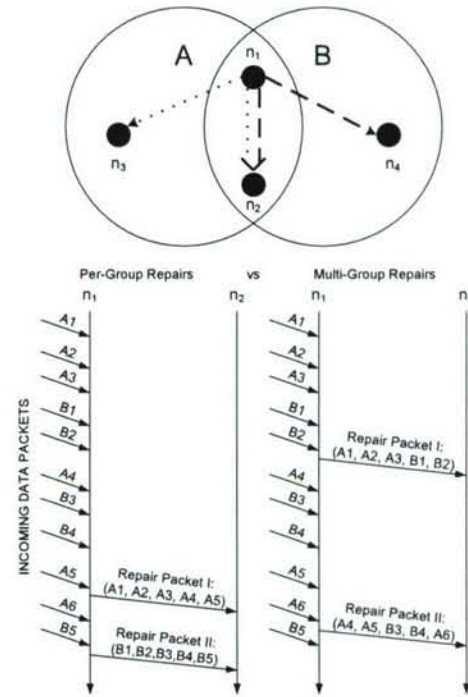 A
B
n1
n3
n4
n2
Per-Group Repairs vs Multi-Group Repairs
n1 n2 n1 n
INCOMING DATA PACKETS
A1
A2
A3
B1
B2
A4
B3
B4
A5
A6
B5
Repair Packet I:
(A1, A2, A3, A4, A5)
Repair Packet II:
(B1,B2,B3,B4,B5)
A1
A2
A3
B1
B2
A4
B3
B4
A5
A6
B5
Repair Packet I:
(A1, A2, A3, B1, B2)
Repair Packet II:
(A4, A5, B3, B4, A6)